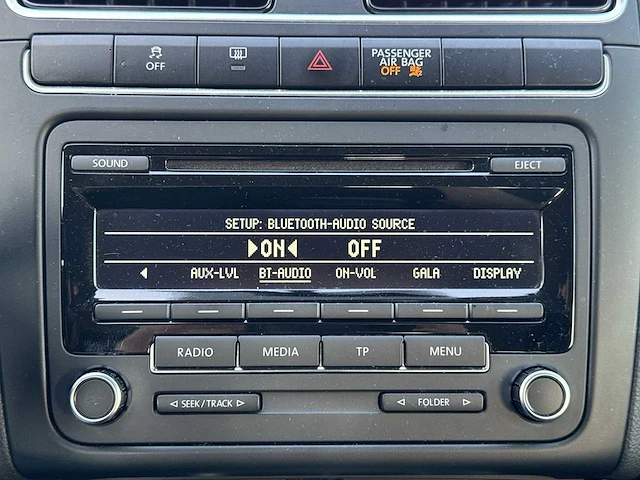 OFF
PASSENGER
AIR BAG
OFF
SOUND
EJECT
SETUP: BLUETOOTH-AUDIO SOURCE
ON OFF
AUX-LVL BT-AUDIO ON-VOL GALA DISPLAY
RADIO MEDIA TP MENU
SEEK/TRACK FOLDER